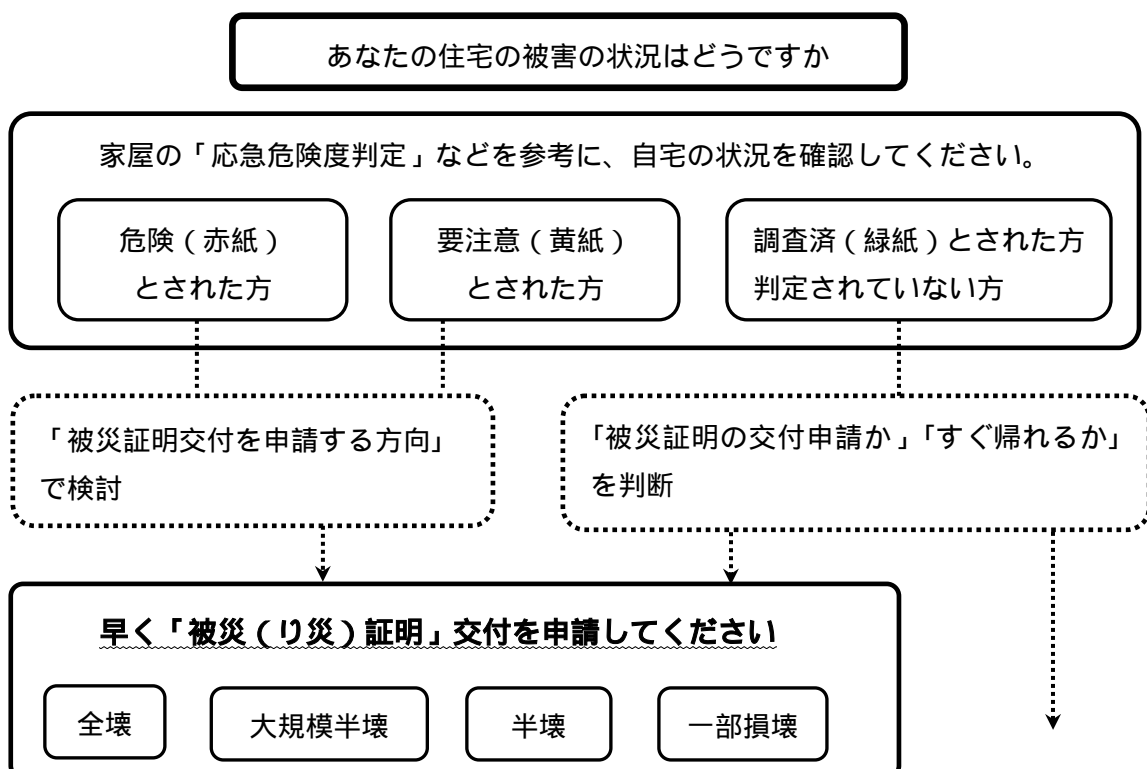 あなたの住宅の被害の状況はどうですか
家屋の「応急危険度判定」などを参考に、自宅の状況を確認してください。
危険（赤紙）
とされた方
要注意（黄紙）
とされた方
調査済（緑紙）とされた方
判定されていない方
「被災証明交付を申請する方向」
で検討
「被災証明の交付申請か」「すぐ帰れるか」
を判断
早く「被災（り災）証明」交付を申請してください
全壊
大規模半壊
半壊
一部損壊